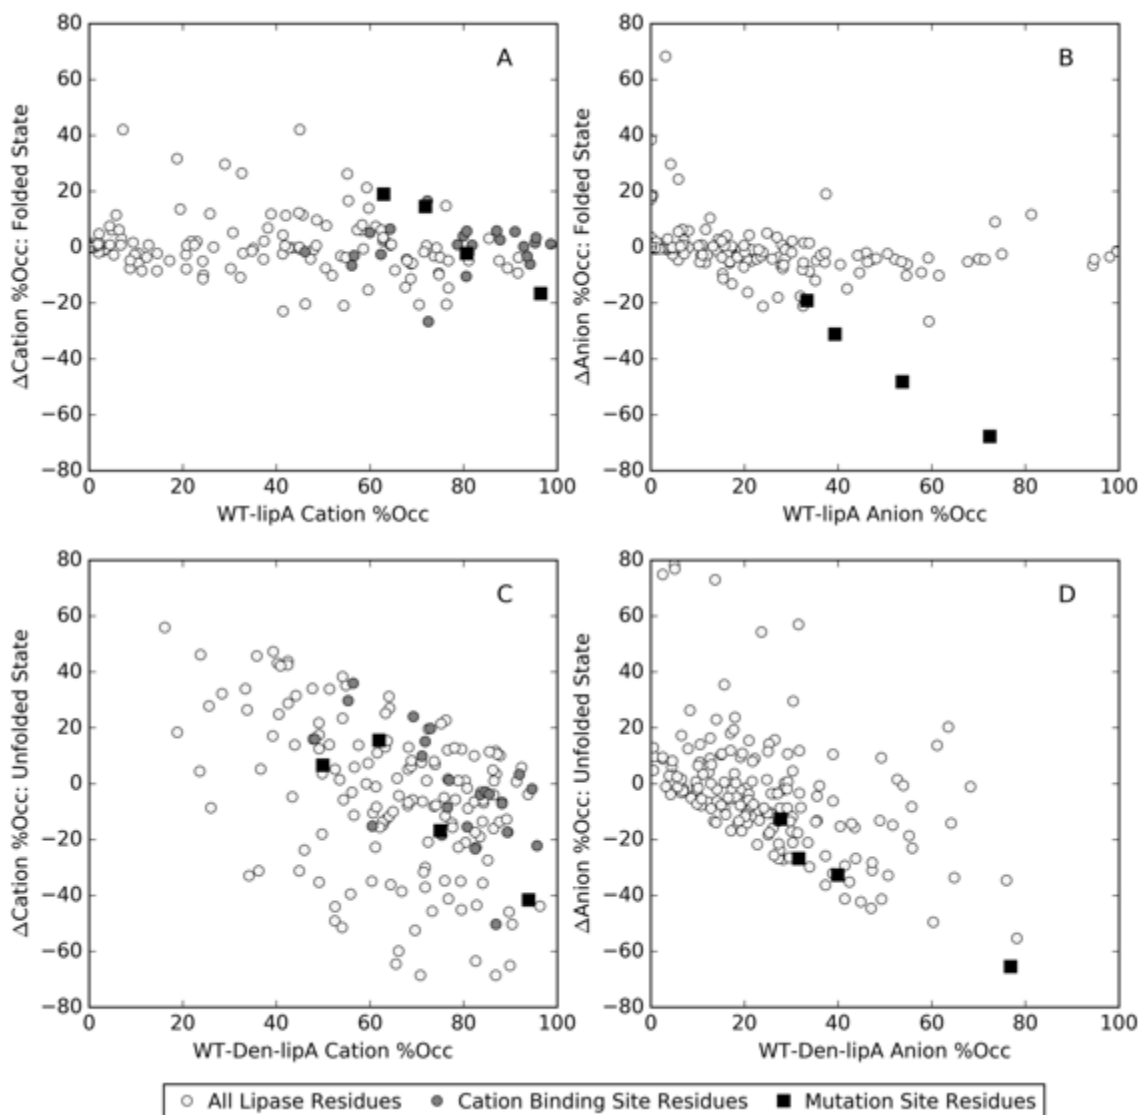 A
B
80
60
40
20
0
−20
−40
−60
−80
0 20 40 60 80 100
ΔCation %Occ: Folded State
WT-lipA Cation %Occ
80
60
40
20
0
−20
−40
−60
−80
0 20 40 60 80 100
ΔAnion %Occ: Folded State
WT-lipA Anion %Occ
C
D
80
60
40
20
0
−20
−40
−60
−80
0 20 40 60 80 100
ΔCation %Occ: Unfolded State
WT-Den-lipA Cation %Occ
80
60
40
20
0
−20
−40
−60
−80
0 20 40 60 80 100
ΔAnion %Occ: Unfolded State
WT-Den-lipA Anion %Occ
All Lipase Residues Cation Binding Site Residues Mutation Site Residues